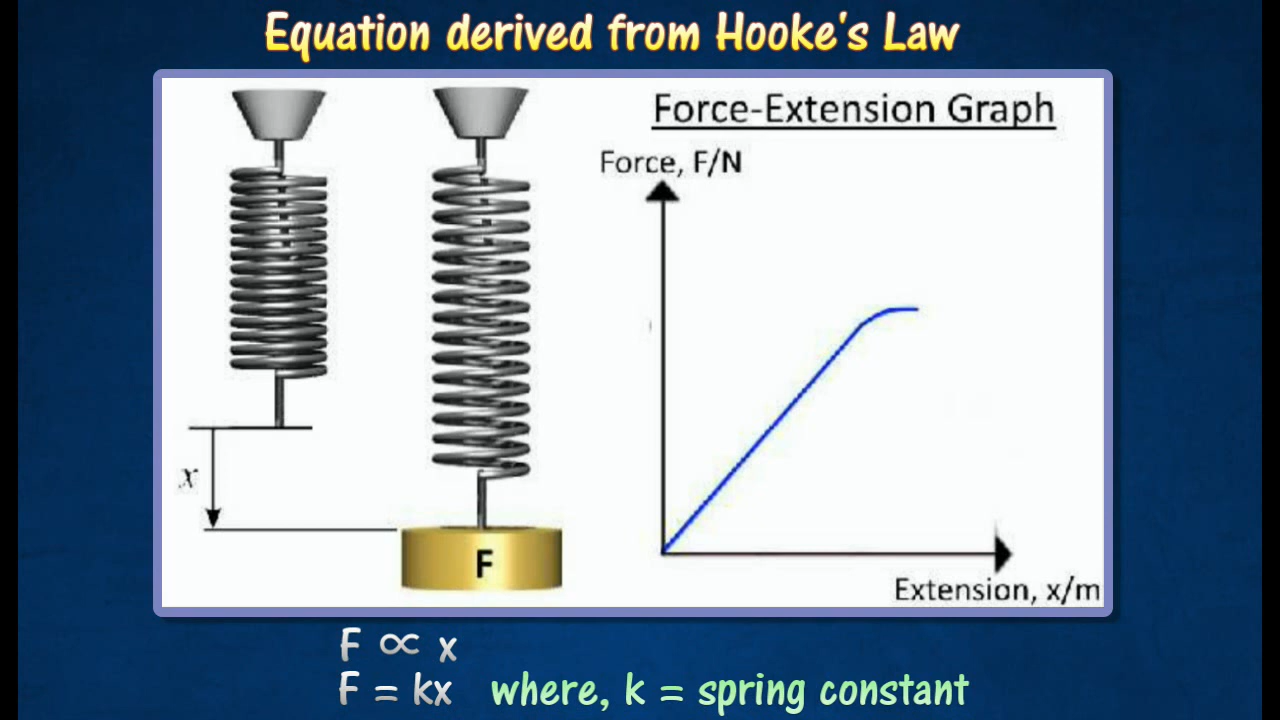 Equation derived from Hooke's Law
Force-Extension Graph
Force, F/N
x
F
Extension, x/m
F ∝ x
F = kx where, k = spring constant